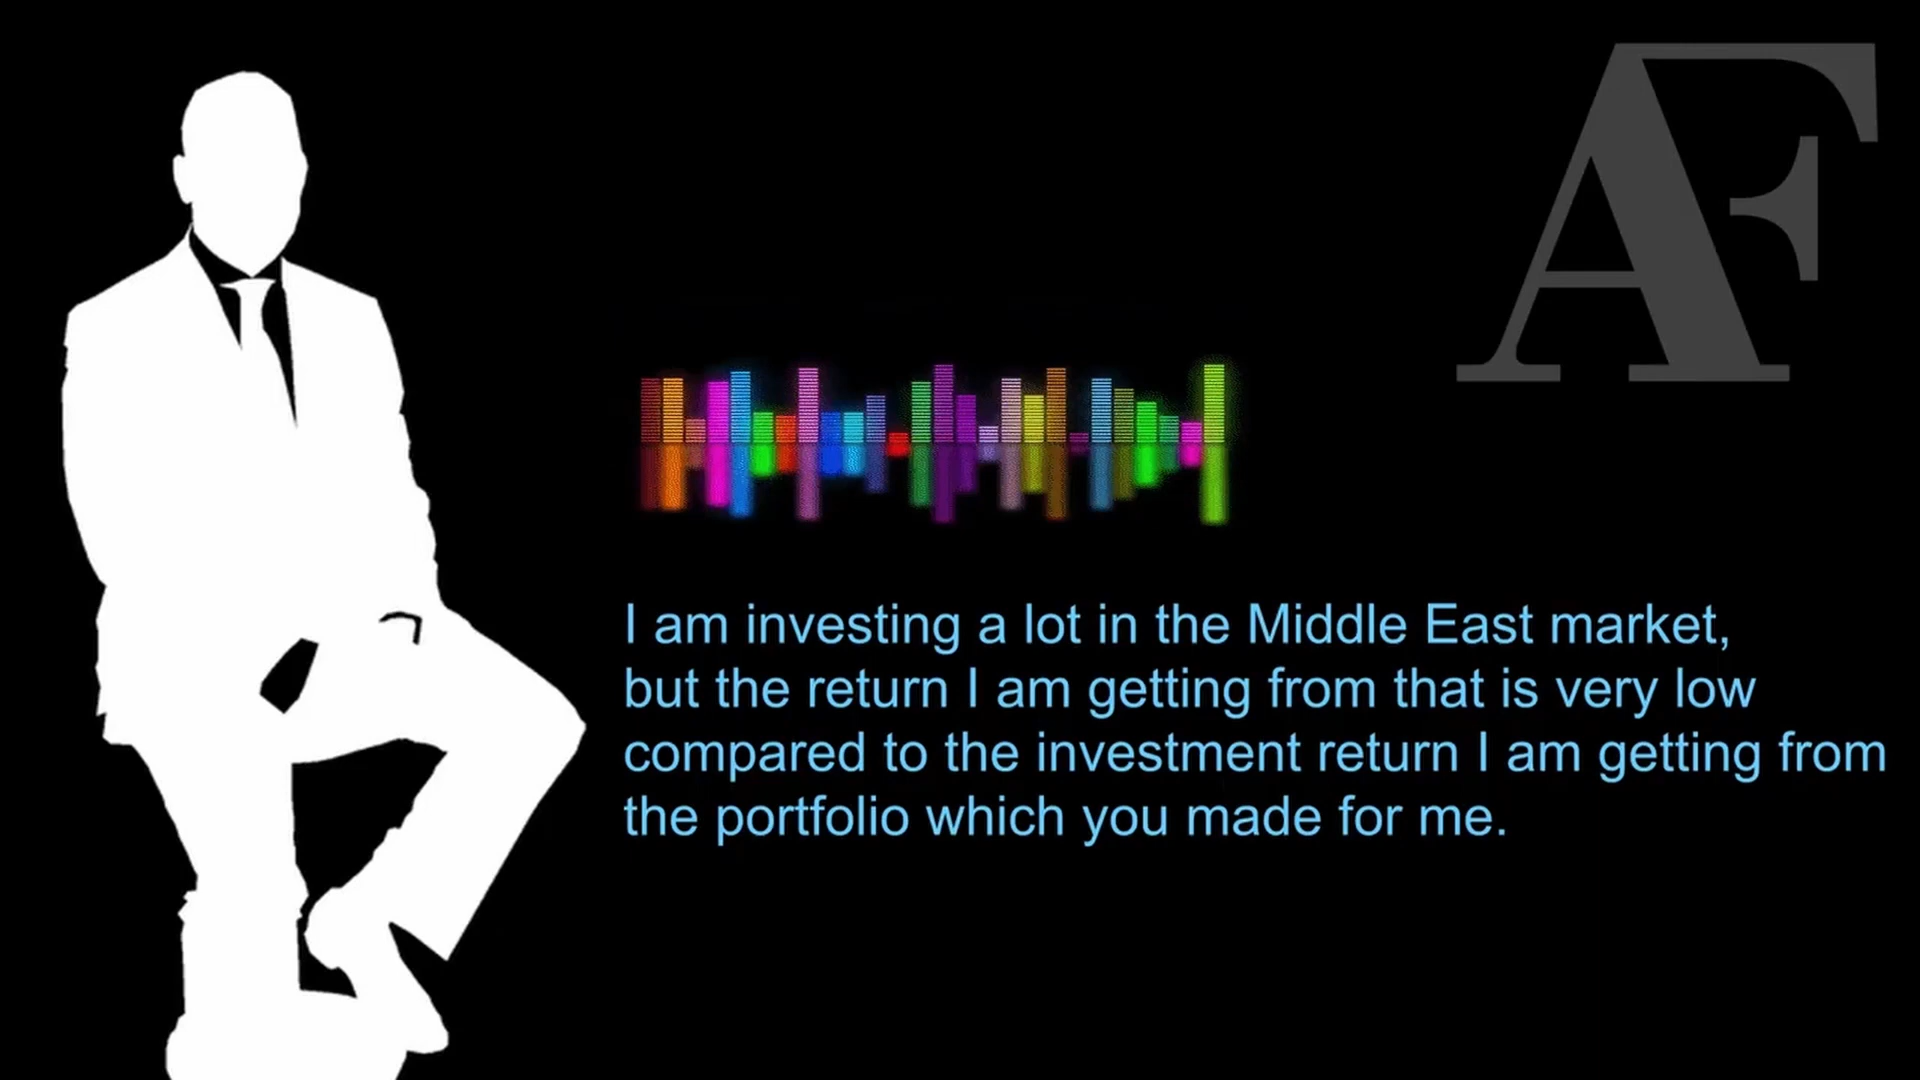 AF
I am investing a lot in the Middle East market,
but the return I am getting from that is very low
compared to the investment return I am getting from
the portfolio which you made for me.